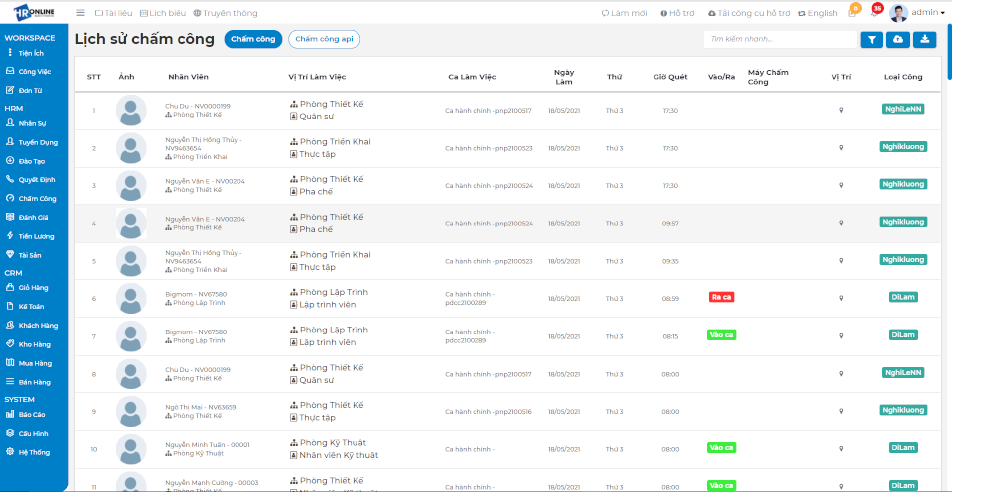 HR ONLINE
Tài liệu Lịch biểu Truyền thông
Làm mới Hỗ trợ Tải công cụ hỗ trợ English 0 35 admin
WORKSPACE
Tiện Ích
Công Việc
Đơn Từ
HRM
Nhân Sự
Tuyển Dụng
Đào Tạo
Quyết Định
Chấm Công
Đánh Giá
Tiền Lương
Tài Sản
CRM
Giỏ Hàng
Kế Toán
Khách Hàng
Kho Hàng
Mua Hàng
Bán Hàng
SYSTEM
Báo Cáo
Cấu Hình
Hệ Thống
Lịch sử chấm công Chấm công Chấm công api Tìm kiếm nhanh...
STT Ảnh Nhân Viên Vị Trí Làm Việc Ca Làm Việc Ngày Làm Thứ Giờ Quét Vào/Ra Máy Chấm Công Vị Trí Loại Công
1 Chu Du - NV0000199 Phòng Thiết Kế Ca hành chính -pnp2100517 18/05/2021 Thứ 3 17:30 NghiLeNN
Phòng Thiết Kế Quân sư
2 Nguyễn Thị Hồng Thúy - NV9463654 Phòng Triển Khai Ca hành chính -pnp2100523 18/05/2021 Thứ 3 17:30 Nghikluong
Phòng Triển Khai Thực tập
3 Nguyễn Văn E - NV00204 Phòng Thiết Kế Ca hành chính -pnp2100524 18/05/2021 Thứ 3 17:30 Nghikluong
Phòng Thiết Kế Pha chế
4 Nguyễn Văn E - NV00204 Phòng Thiết Kế Ca hành chính -pnp2100524 18/05/2021 Thứ 3 09:57 Nghikluong
Phòng Thiết Kế Pha chế
5 Nguyễn Thị Hồng Thúy - NV9463654 Phòng Triển Khai Ca hành chính -pnp2100523 18/05/2021 Thứ 3 09:35 Nghikluong
Phòng Triển Khai Thực tập
6 Bigmom - NV67580 Phòng Lập Trình Ca hành chính - pdcc2100289 18/05/2021 Thứ 3 08:59 Ra ca DiLam
Phòng Lập Trình Lập trình viên
7 Bigmom - NV67580 Phòng Lập Trình Ca hành chính - pdcc2100289 18/05/2021 Thứ 3 08:15 Vào ca DiLam
Phòng Lập Trình Lập trình viên
8 Chu Du - NV0000199 Phòng Thiết Kế Ca hành chính -pnp2100517 18/05/2021 Thứ 3 08:00 NghiLeNN
Phòng Thiết Kế Quân sư
9 Ngô Thị Mai - NV63659 Phòng Thiết Kế Ca hành chính -pnp2100516 18/05/2021 Thứ 3 08:00 Nghikluong
Phòng Thiết Kế Thực tập
10 Nguyễn Minh Tuấn - 00001 Phòng Kỹ Thuật Ca hành chính - 18/05/2021 Thứ 3 08:00 Vào ca DiLam
Phòng Kỹ Thuật Nhân viên Kỹ thuật
11 Nguyễn Mạnh Cường - 00003 Phòng Thiết Kế Ca hành chính - 18/05/2021 Thứ 3 08:00 Vào ca DiLam
Phòng Thiết Kế